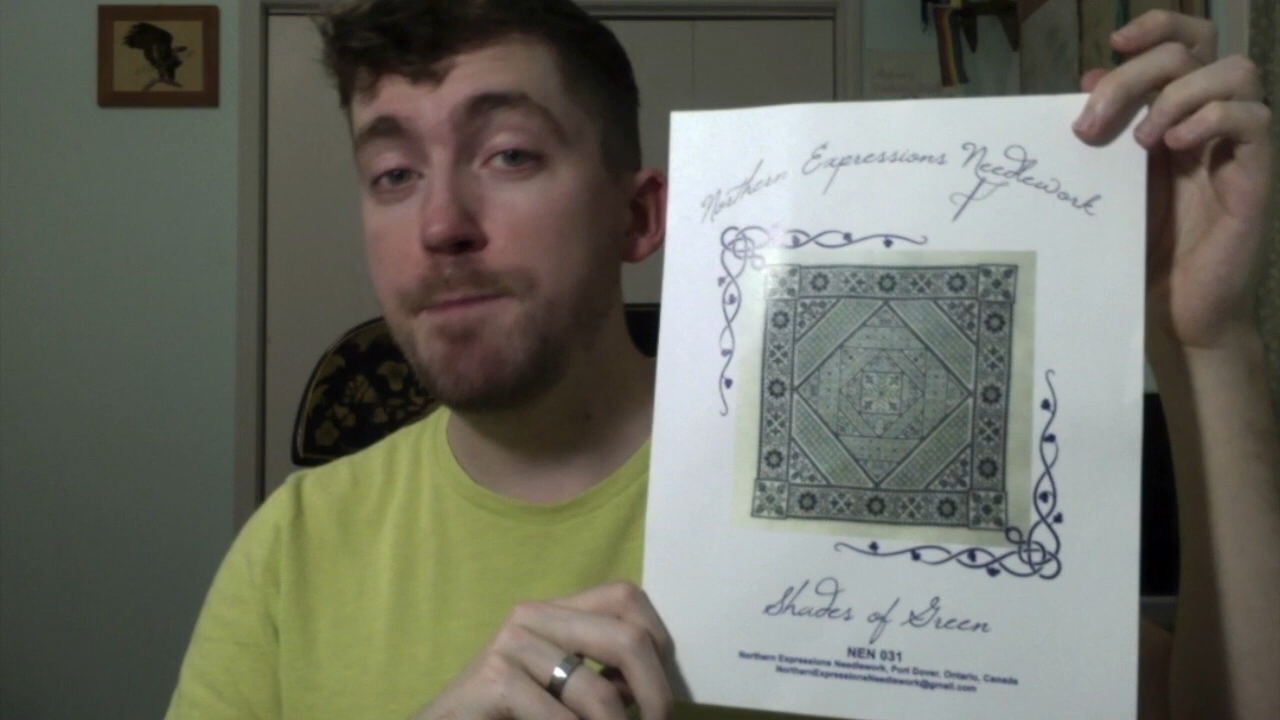 Northern Expressions Needlework
Shades of Green
NEN 031
Northern Expressions Needlework, Port Dover, Ontario, Canada
NorthernExpressionsNeedlework@gmail.com